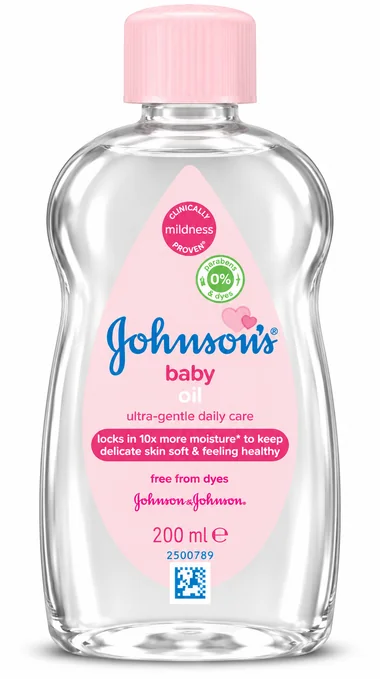 CLINICALLY
mildness
PROVEN*
parabens
0%
& dyes
Johnson's®
baby
oil
ultra-gentle daily care
locks in 10x more moisture* to keep
delicate skin soft & feeling healthy
free from dyes
Johnson & Johnson.
200 ml ℮
2500789